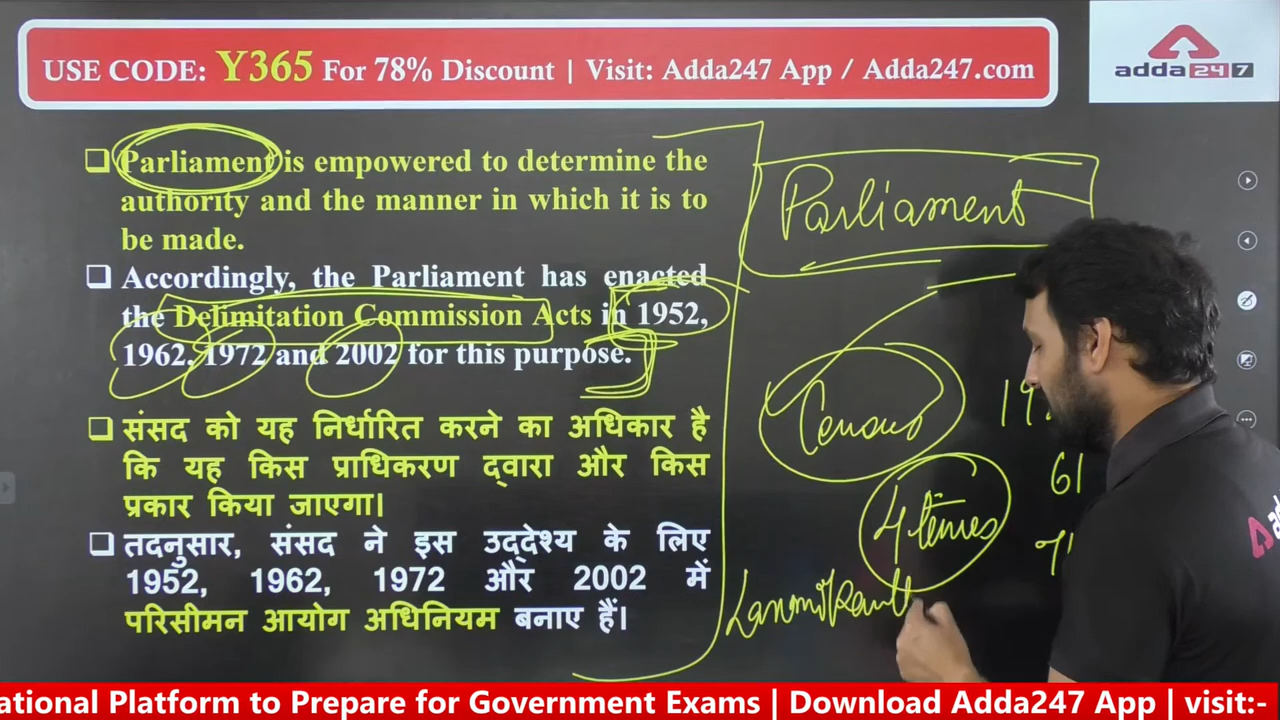 USE CODE: Y365 For 78% Discount | Visit: Adda247 App / Adda247.com
adda247
❑ Parliament is empowered to determine the
authority and the manner in which it is to
be made.
❑ Accordingly, the Parliament has enacted
the Delimitation Commission Acts in 1952,
1962, 1972 and 2002 for this purpose.
❑ संसद को यह निर्धारित करने का अधिकार है
कि यह किस प्राधिकरण द्वारा और किस
प्रकार किया जाएगा।
❑ तदनुसार, संसद ने इस उद्देश्य के लिए
1952, 1962, 1972 और 2002 में
परिसीमन आयोग अधिनियम बनाए हैं।
Parliament
Census
4 times
61
ational Platform to Prepare for Government Exams | Download Adda247 App | visit:-